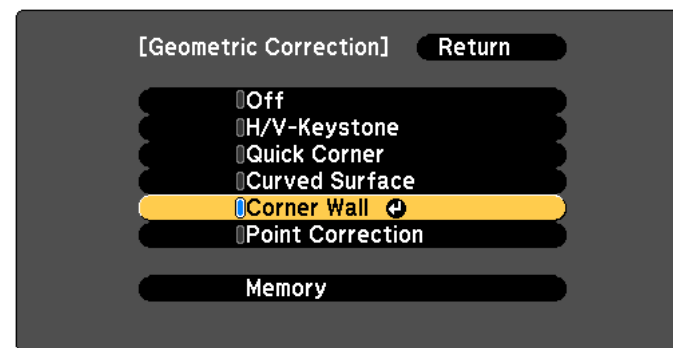 [Geometric Correction] Return
Off
H/V-Keystone
Quick Corner
Curved Surface
Corner Wall
Point Correction
Memory